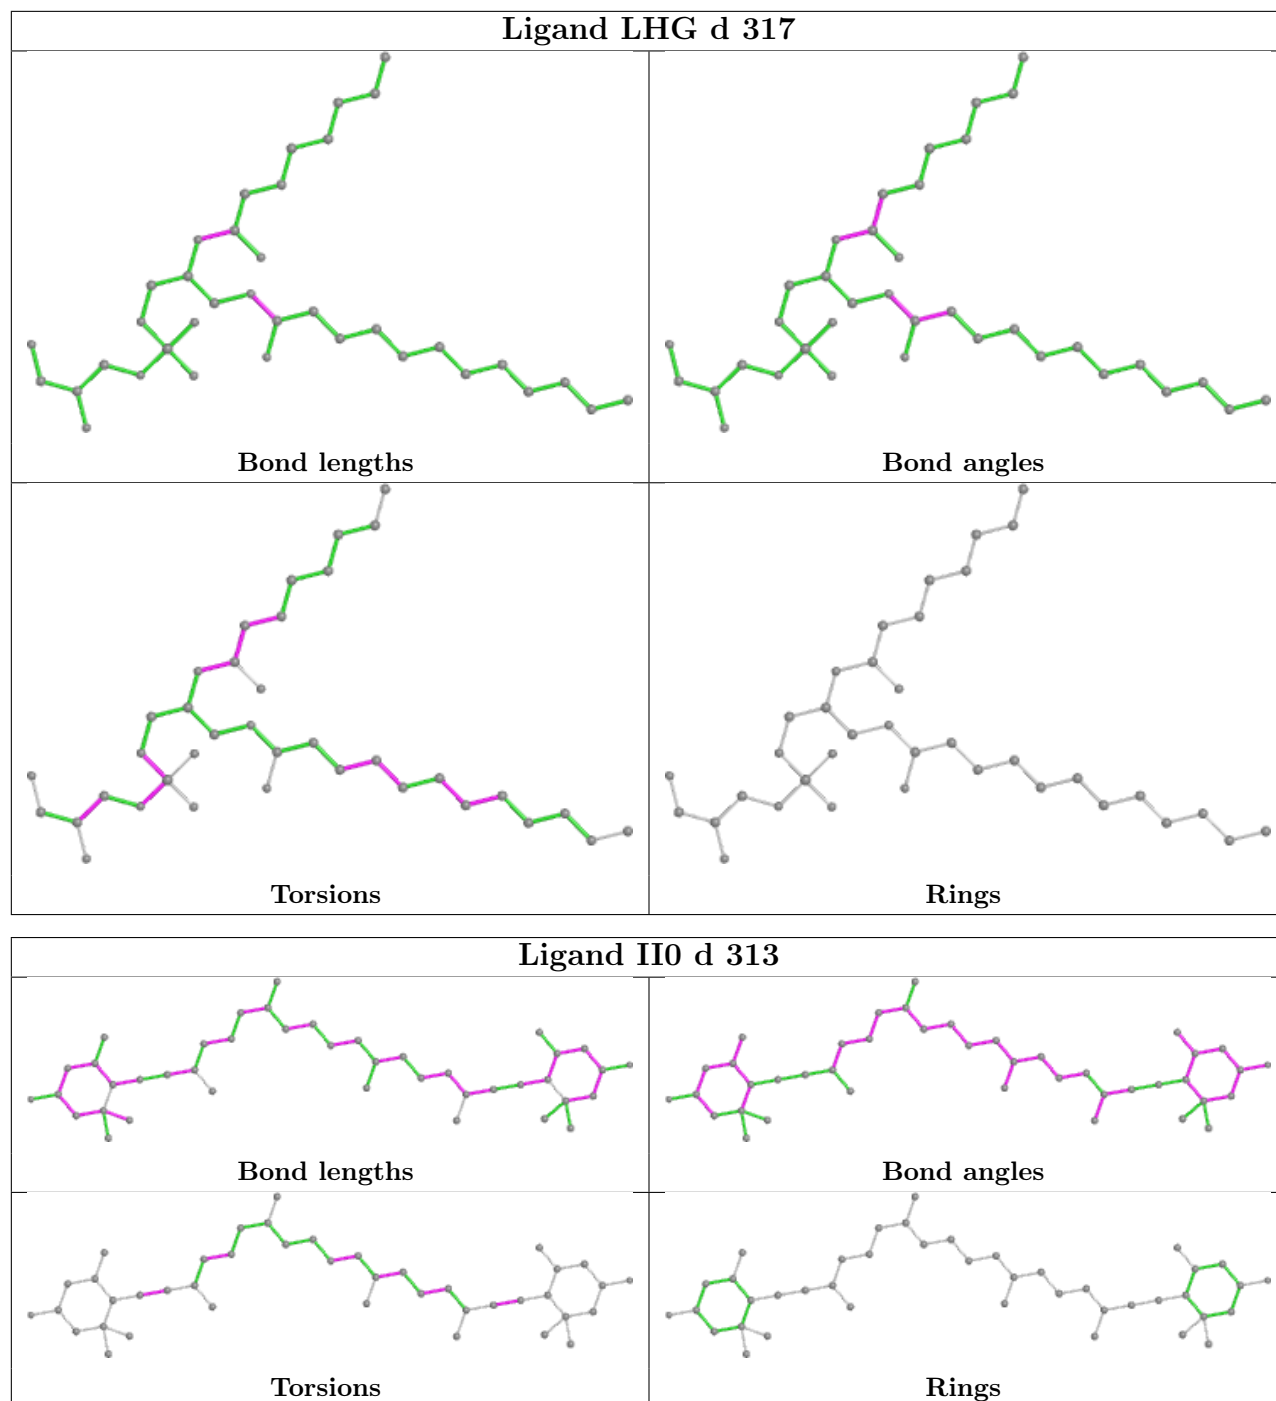 Ligand LHG d 317
Bond lengths
Bond angles
Torsions
Rings
Ligand II0 d 313
Bond lengths
Bond angles
Torsions
Rings